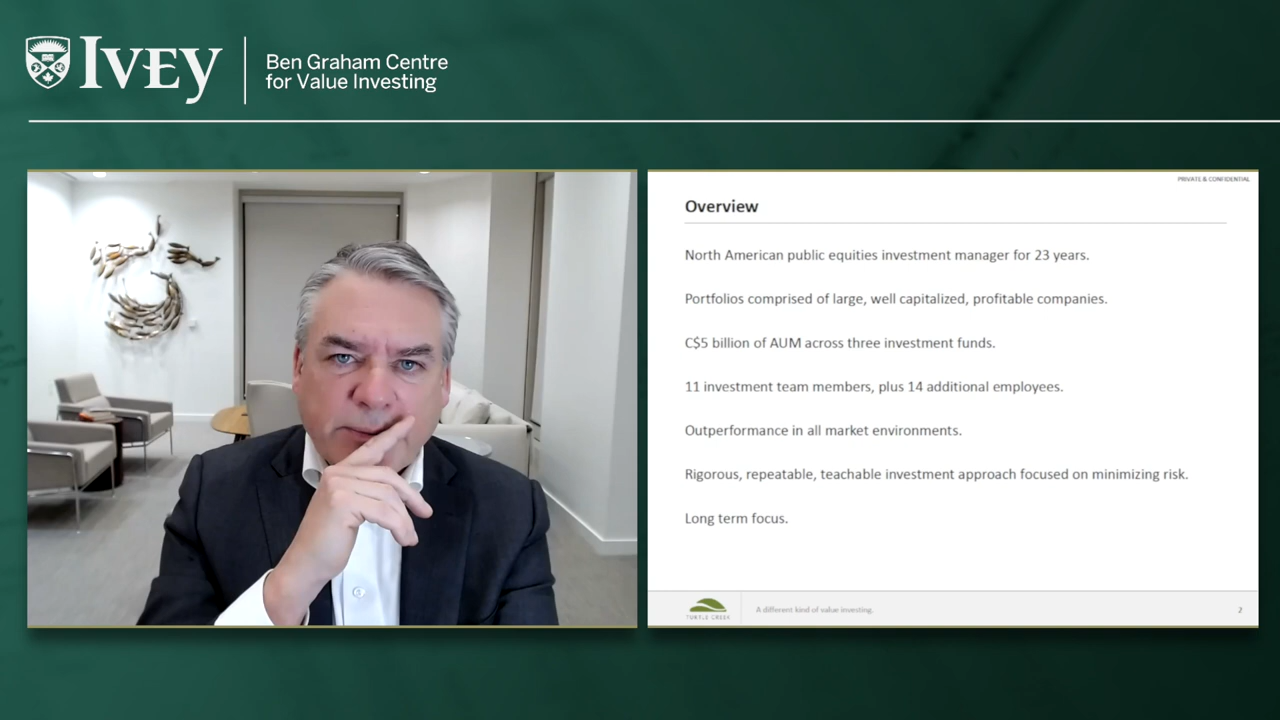 IVEY
Ben Graham Centre
for Value Investing
PRIVATE & CONFIDENTIAL
Overview
North American public equities investment manager for 23 years.
Portfolios comprised of large, well capitalized, profitable companies.
C$5 billion of AUM across three investment funds.
11 investment team members, plus 14 additional employees.
Outperformance in all market environments.
Rigorous, repeatable, teachable investment approach focused on minimizing risk.
Long term focus.
TURTLE CREEK
A different kind of value investing.
2